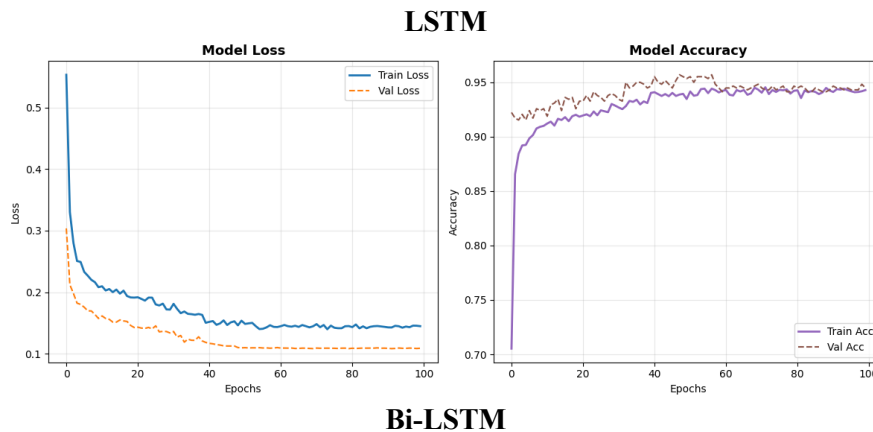 LSTM
Model Loss
Train Loss
Val Loss
0.5
0.4
0.3
0.2
0.1
Loss
0 20 40 60 80 100
Epochs
Model Accuracy
0.95
0.90
0.85
0.80
0.75
0.70
Accuracy
Train Acc
Val Acc
0 20 40 60 80 100
Epochs
Bi-LSTM